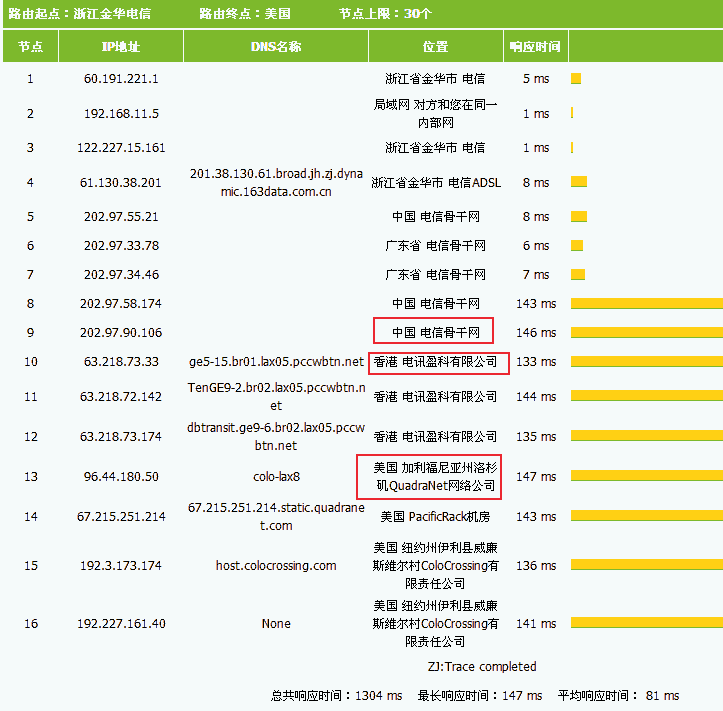 路由起点：浙江金华电信 路由终点：美国 节点上限：30个
节点 IP地址 DNS名称 位置 响应时间
1 60.191.221.1 浙江省金华市 电信 5 ms
2 192.168.11.5 局域网 对方和您在同一 1 ms
内部网
3 122.227.15.161 浙江省金华市 电信 1 ms
4 61.130.38.201 201.38.130.61.broad.jh.zj.dyna 浙江省金华市 电信ADSL 8 ms
mic.163data.com.cn
5 202.97.55.21 中国 电信骨干网 8 ms
6 202.97.33.78 广东省 电信骨干网 6 ms
7 202.97.34.46 广东省 电信骨干网 7 ms
8 202.97.58.174 中国 电信骨干网 143 ms
9 202.97.90.106 中国 电信骨干网 146 ms
10 63.218.73.33 ge5-15.br01.lax05.pccwbtn.net 香港 电讯盈科有限公司 133 ms
11 63.218.72.142 TenGE9-2.br02.lax05.pccwbtn.n 香港 电讯盈科有限公司 144 ms
et
12 63.218.73.174 dbtransit.ge9-6.br02.lax05.pccw 香港 电讯盈科有限公司 135 ms
btn.net
13 96.44.180.50 colo-lax8 美国 加利福尼亚州洛杉 147 ms
矶QuadraNet网络公司
14 67.215.251.214 67.215.251.214.static.quadrane 美国 PacificRack机房 143 ms
t.com
15 192.3.173.174 host.colocrossing.com 美国 纽约州伊利县威廉 136 ms
斯维尔村ColoCrossing有
限责任公司
16 192.227.161.40 None 美国 纽约州伊利县威廉 141 ms
斯维尔村ColoCrossing有
限责任公司
ZJ:Trace completed
总共响应时间：1304 ms 最长响应时间：147 ms 平均响应时间： 81 ms